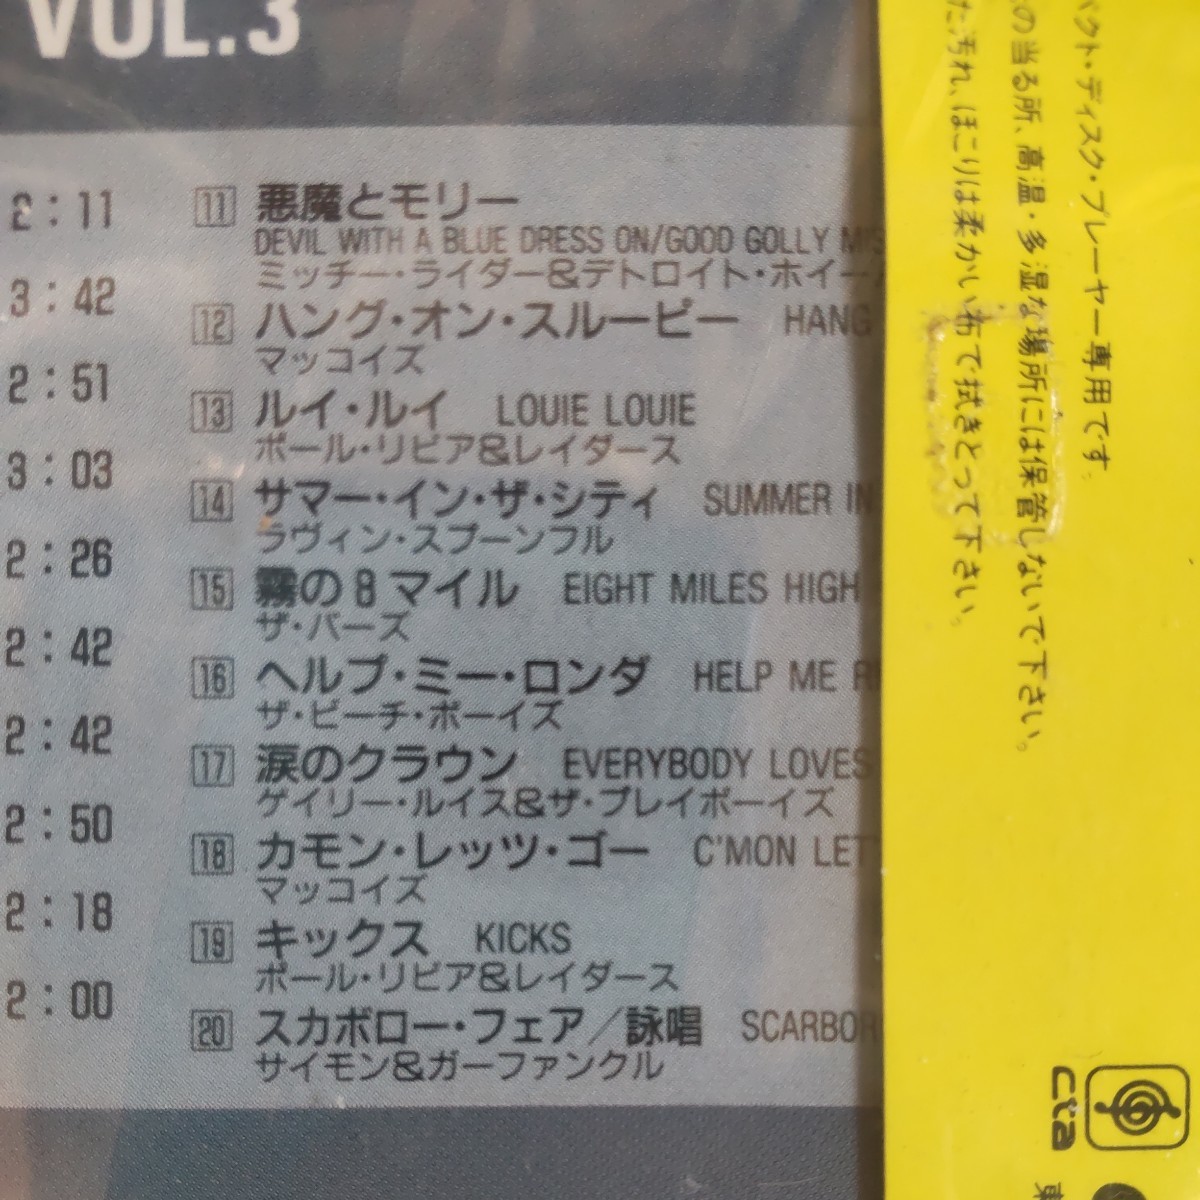 VOL.3
2:11
3:42
2:51
3:03
2:26
2:42
2:42
2:50
2:18
2:00
11 悪魔とモリー
DEVIL WITH A BLUE DRESS ON/GOOD GOLLY MIS
ミッチー・ライダー&デトロイト・ホイー
12 ハング・オン・スルーピー HANG
マッコイズ
13 ルイ・ルイ LOUIE LOUIE
ポール・リビア&レイダース
14 サマー・イン・ザ・シティ SUMMER IN
ラヴィン・スプーンフル
15 霧の8マイル EIGHT MILES HIGH
ザ・バーズ
16 ヘルプ・ミー・ロンダ HELP ME R
ザ・ビーチ・ボーイズ
17 涙のクラウン EVERYBODY LOVES
ゲイリー・ルイス&ザ・プレイボーイズ
18 カモン・レッツ・ゴー C'MON LET
マッコイズ
19 キックス KICKS
ポール・リビア&レイダース
20 スカボロー・フェア/詠唱 SCARBOR
サイモン&ガーファンクル
パクト・ディスク・プレーヤー専用です
の当る所、高温・多湿な場所には保管しないで下さい。
た汚れ、ほこりは柔かい布で拭きとって下さい。
cta